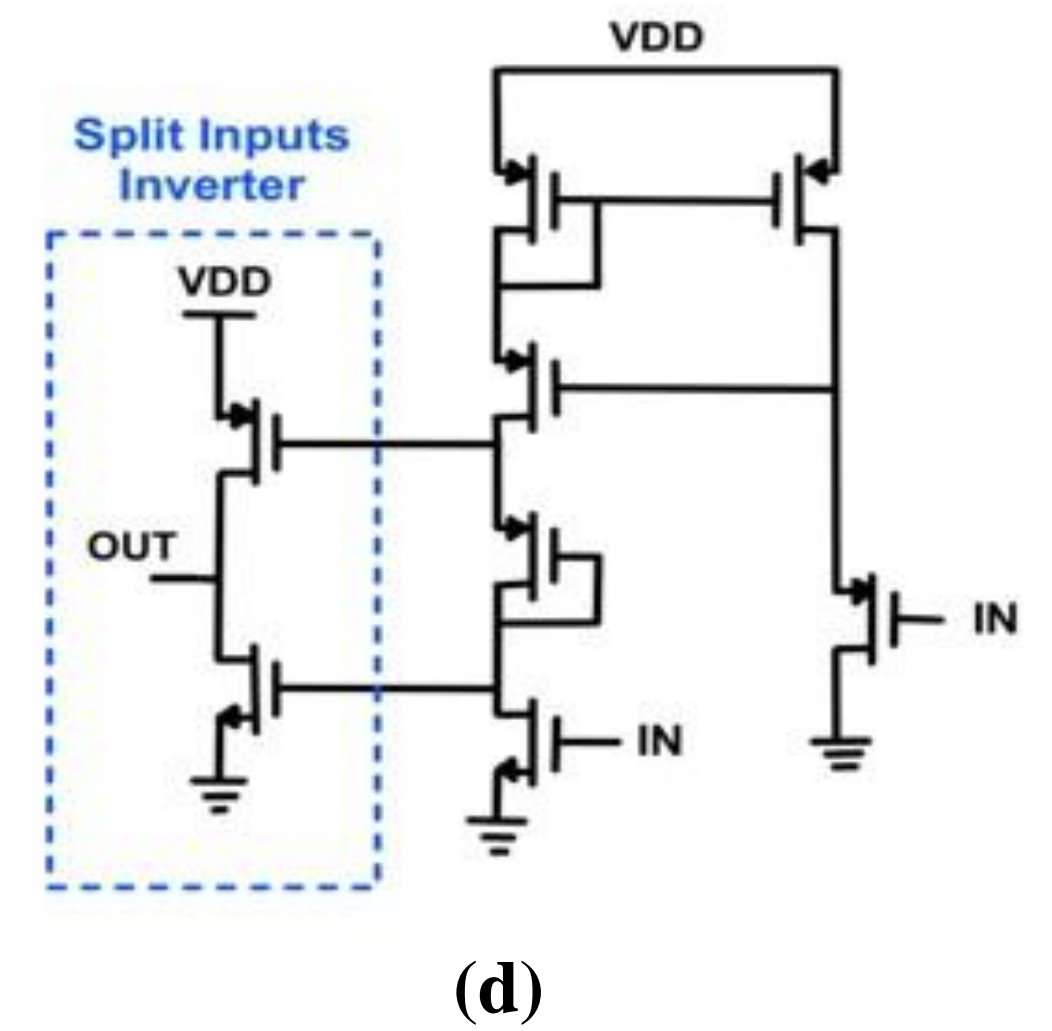 VDD
Split Inputs
Inverter
VDD
OUT
IN
IN
(d)